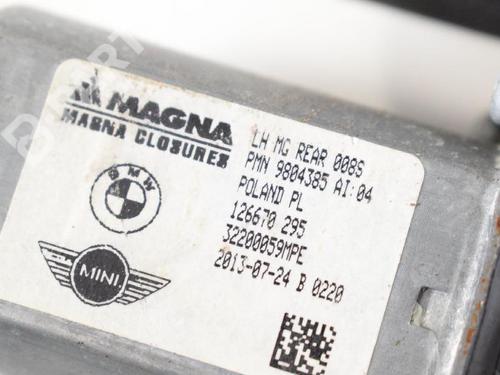 MAGNA
MAGNA CLOSURES
BMW
MINI
LH MG REAR 008S
PMN 9804385 AI:04
POLAND PL
126670 295
32200059MPE
2013-07-24 B 0220